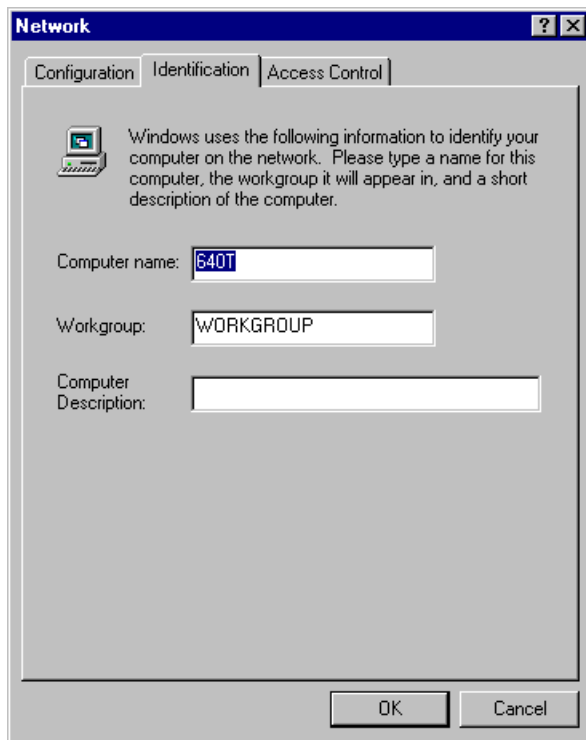 Network
Configuration Identification Access Control
Windows uses the following information to identify your
computer on the network. Please type a name for this
computer, the workgroup it will appear in, and a short
description of the computer.
Computer name: 640T
Workgroup: WORKGROUP
Computer
Description:
OK Cancel